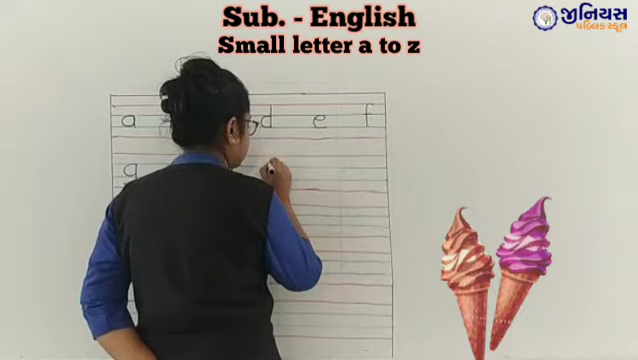 Sub. - English
Small letter a to z
જીનિયસ
પબ્લિક સ્કૂલ
a d e f
g